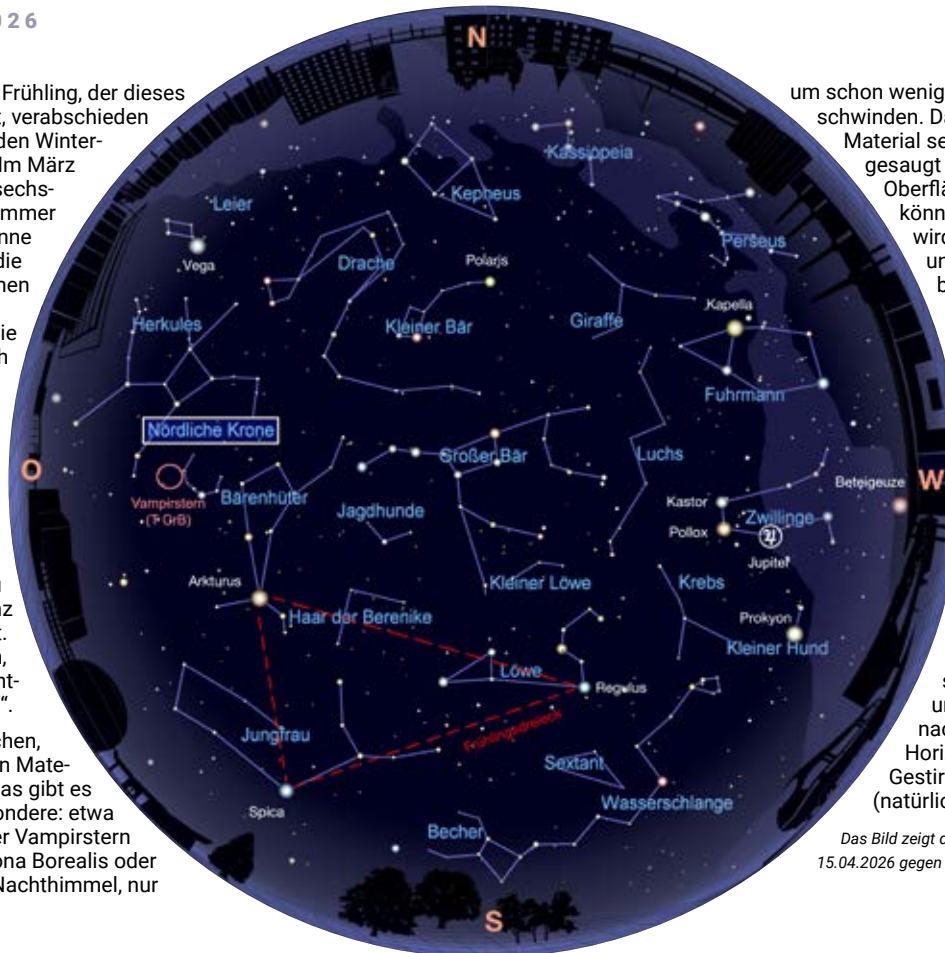 026
Frühling, der dieses
, verabschieden
den Winter-
Im März
sechs-
mmer
nne
die
nen
ie
h
nz
t.
,
nt-
“.
chen,
n Mate-
as gibt es
ondere: etwa
er Vampirstern
ona Borealis oder
Nachthimmel, nur
um schon wenig
schwinden. Da
Material se
gesaugt
Oberflä
könn
wird
un
b
s
u
nac
Hori
Gestir
(natürlic
Das Bild zeigt d
15.04.2026 gegen
N
Kassiopeia
Kepheus
Leier
Vega
Drache
Polaris
Perseus
Kapella
Herkules
Kleiner Bär
Giraffe
Fuhrmann
Nördliche Krone
Großer Bär
Luchs
O
W
Vampirstern
(T CrB)
Bärenhüter
Jagdhunde
Beteigeuze
Kastor
Zwillinge
Pollox
Jupiter
Arkturus
Kleiner Löwe
Krebs
Haar der Berenike
Prokyon
Kleiner Hund
Löwe
Regulus
Frühlingsdreieck
Jungfrau
Sextant
Spica
Wasserschlange
Becher
S